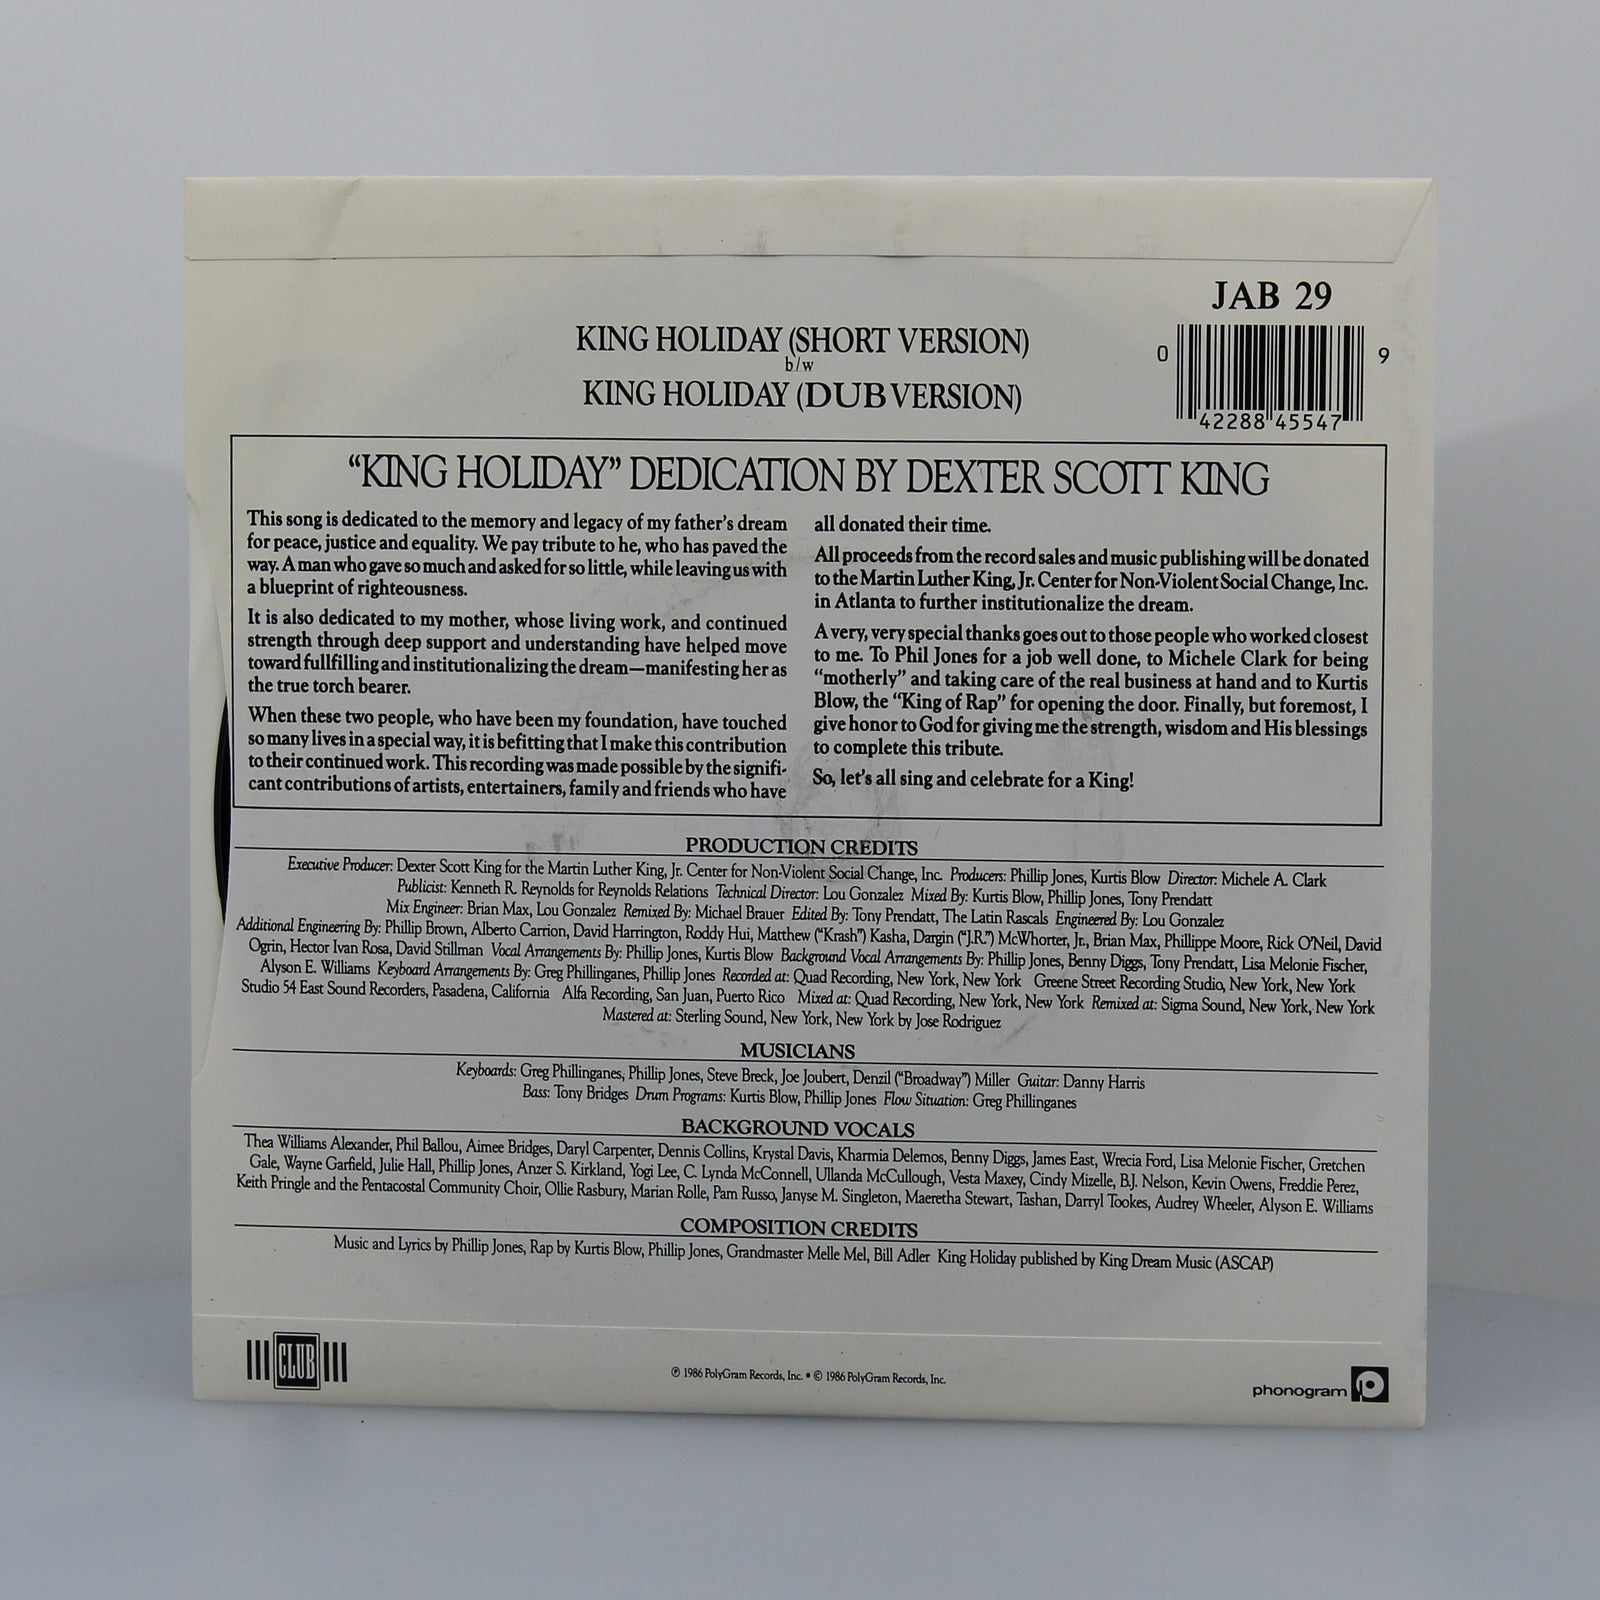 JAB 29
KING HOLIDAY (SHORT VERSION)
b/w
KING HOLIDAY (DUB VERSION)
0 42288 45547 9
“KING HOLIDAY” DEDICATION BY DEXTER SCOTT KING
This song is dedicated to the memory and legacy of my father’s dream
for peace, justice and equality. We pay tribute to he, who has paved the
way. A man who gave so much and asked for so little, while leaving us with
a blueprint of righteousness.
It is also dedicated to my mother, whose living work, and continued
strength through deep support and understanding have helped move
toward fullfilling and institutionalizing the dream—manifesting her as
the true torch bearer.
When these two people, who have been my foundation, have touched
so many lives in a special way, it is befitting that I make this contribution
to their continued work. This recording was made possible by the signifi-
cant contributions of artists, entertainers, family and friends who have
all donated their time.
All proceeds from the record sales and music publishing will be donated
to the Martin Luther King, Jr. Center for Non-Violent Social Change, Inc.
in Atlanta to further institutionalize the dream.
A very, very special thanks goes out to those people who worked closest
to me. To Phil Jones for a job well done, to Michele Clark for being
“motherly” and taking care of the real business at hand and to Kurtis
Blow, the “King of Rap” for opening the door. Finally, but foremost, I
give honor to God for giving me the strength, wisdom and His blessings
to complete this tribute.
So, let’s all sing and celebrate for a King!
PRODUCTION CREDITS
Executive Producer: Dexter Scott King for the Martin Luther King, Jr. Center for Non-Violent Social Change, Inc. Producers: Phillip Jones, Kurtis Blow Director: Michele A. Clark
Publicist: Kenneth R. Reynolds for Reynolds Relations Technical Director: Lou Gonzalez Mixed By: Kurtis Blow, Phillip Jones, Tony Prendatt
Mix Engineer: Brian Max, Lou Gonzalez Remixed By: Michael Brauer Edited By: Tony Prendatt, The Latin Rascals Engineered By: Lou Gonzalez
Additional Engineering By: Phillip Brown, Alberto Carrion, David Harrington, Roddy Hui, Matthew (“Krash”) Kasha, Dargin (“J.R.”) McWhorter, Jr., Brian Max, Phillippe Moore, Rick O’Neil, David
Ogrin, Hector Ivan Rosa, David Stillman Vocal Arrangements By: Phillip Jones, Kurtis Blow Background Vocal Arrangements By: Phillip Jones, Benny Diggs, Tony Prendatt, Lisa Melonie Fischer,
Alyson E. Williams Keyboard Arrangements By: Greg Phillinganes, Phillip Jones Recorded at: Quad Recording, New York, New York Greene Street Recording Studio, New York, New York
Studio 54 East Sound Recorders, Pasadena, California Alfa Recording, San Juan, Puerto Rico Mixed at: Quad Recording, New York, New York Remixed at: Sigma Sound, New York, New York
Mastered at: Sterling Sound, New York, New York by Jose Rodriguez
MUSICIANS
Keyboards: Greg Phillinganes, Phillip Jones, Steve Breck, Joe Joubert, Denzil (“Broadway”) Miller Guitar: Danny Harris
Bass: Tony Bridges Drum Programs: Kurtis Blow, Phillip Jones Flow Situation: Greg Phillinganes
BACKGROUND VOCALS
Thea Williams Alexander, Phil Ballou, Aimee Bridges, Daryl Carpenter, Dennis Collins, Krystal Davis, Kharmia Delemos, Benny Diggs, James East, Wrecia Ford, Lisa Melonie Fischer, Gretchen
Gale, Wayne Garfield, Julie Hall, Phillip Jones, Anzer S. Kirkland, Yogi Lee, C. Lynda McConnell, Ullanda McCullough, Vesta Maxey, Cindy Mizelle, B.J. Nelson, Kevin Owens, Freddie Perez,
Keith Pringle and the Pentacostal Community Choir, Ollie Rasbury, Marian Rolle, Pam Russo, Janyse M. Singleton, Maeretha Stewart, Tashan, Darryl Tookes, Audrey Wheeler, Alyson E. Williams
COMPOSITION CREDITS
Music and Lyrics by Phillip Jones, Rap by Kurtis Blow, Phillip Jones, Grandmaster Melle Mel, Bill Adler King Holiday published by King Dream Music (ASCAP)
CLUB
℗ 1986 PolyGram Records, Inc. • © 1986 PolyGram Records, Inc.
phonogram